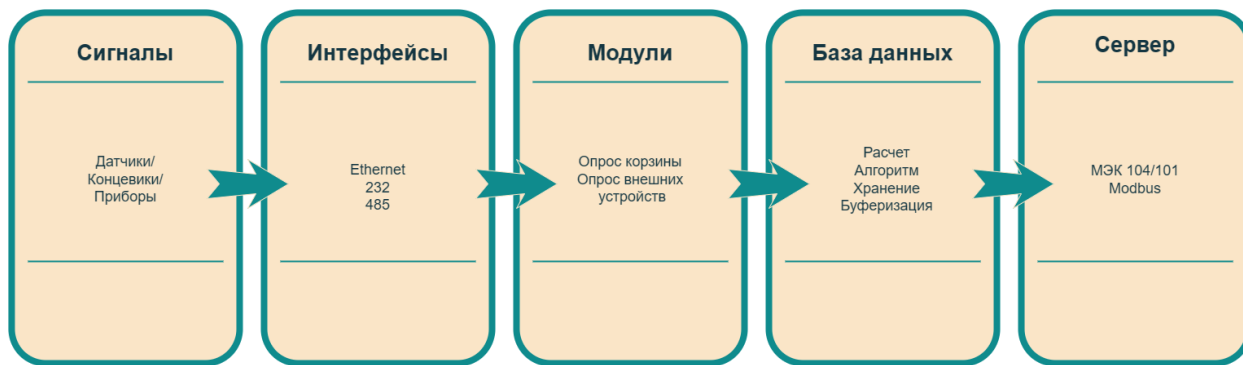 Сигналы
Датчики/
Концевики/
Приборы
Интерфейсы
Ethernet
232
485
Модули
Опрос корзины
Опрос внешних
устройств
База данных
Расчет
Алгоритм
Хранение
Буферизация
Сервер
МЭК 104/101
Modbus